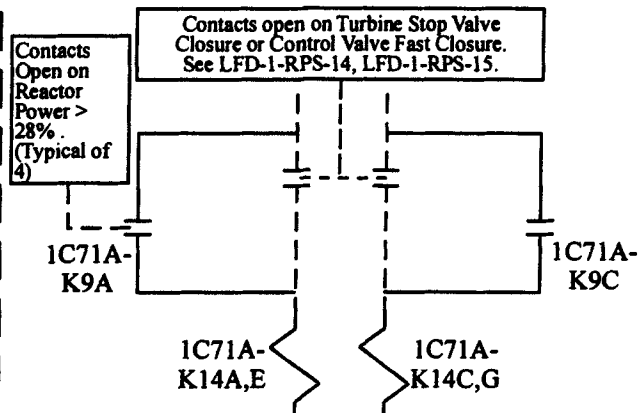 Contacts open on Turbine Stop Valve
Closure or Control Valve Fast Closure.
See LFD-1-RPS-14, LFD-1-RPS-15.
Contacts
Open on
Reactor
Power >
28% .
(Typical of
4)
1C71A-
K9A
1C71A-
K9C
1C71A-
K14A,E
1C71A-
K14C,G